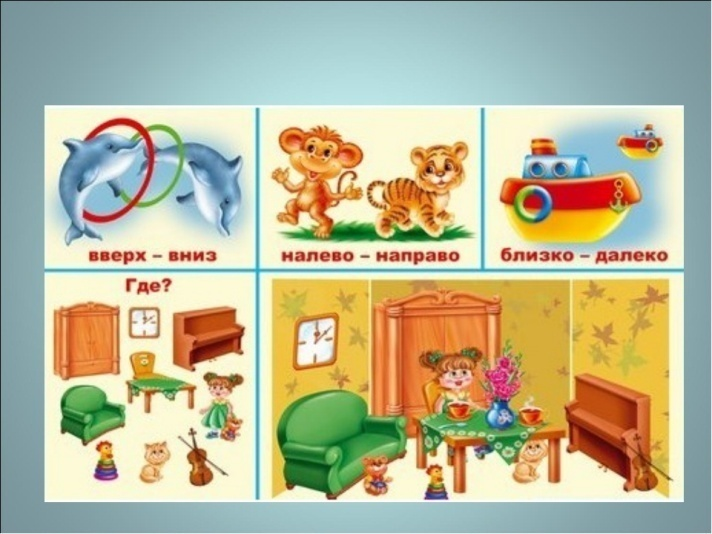 вверх – вниз
налево – направо
близко – далеко
Где?